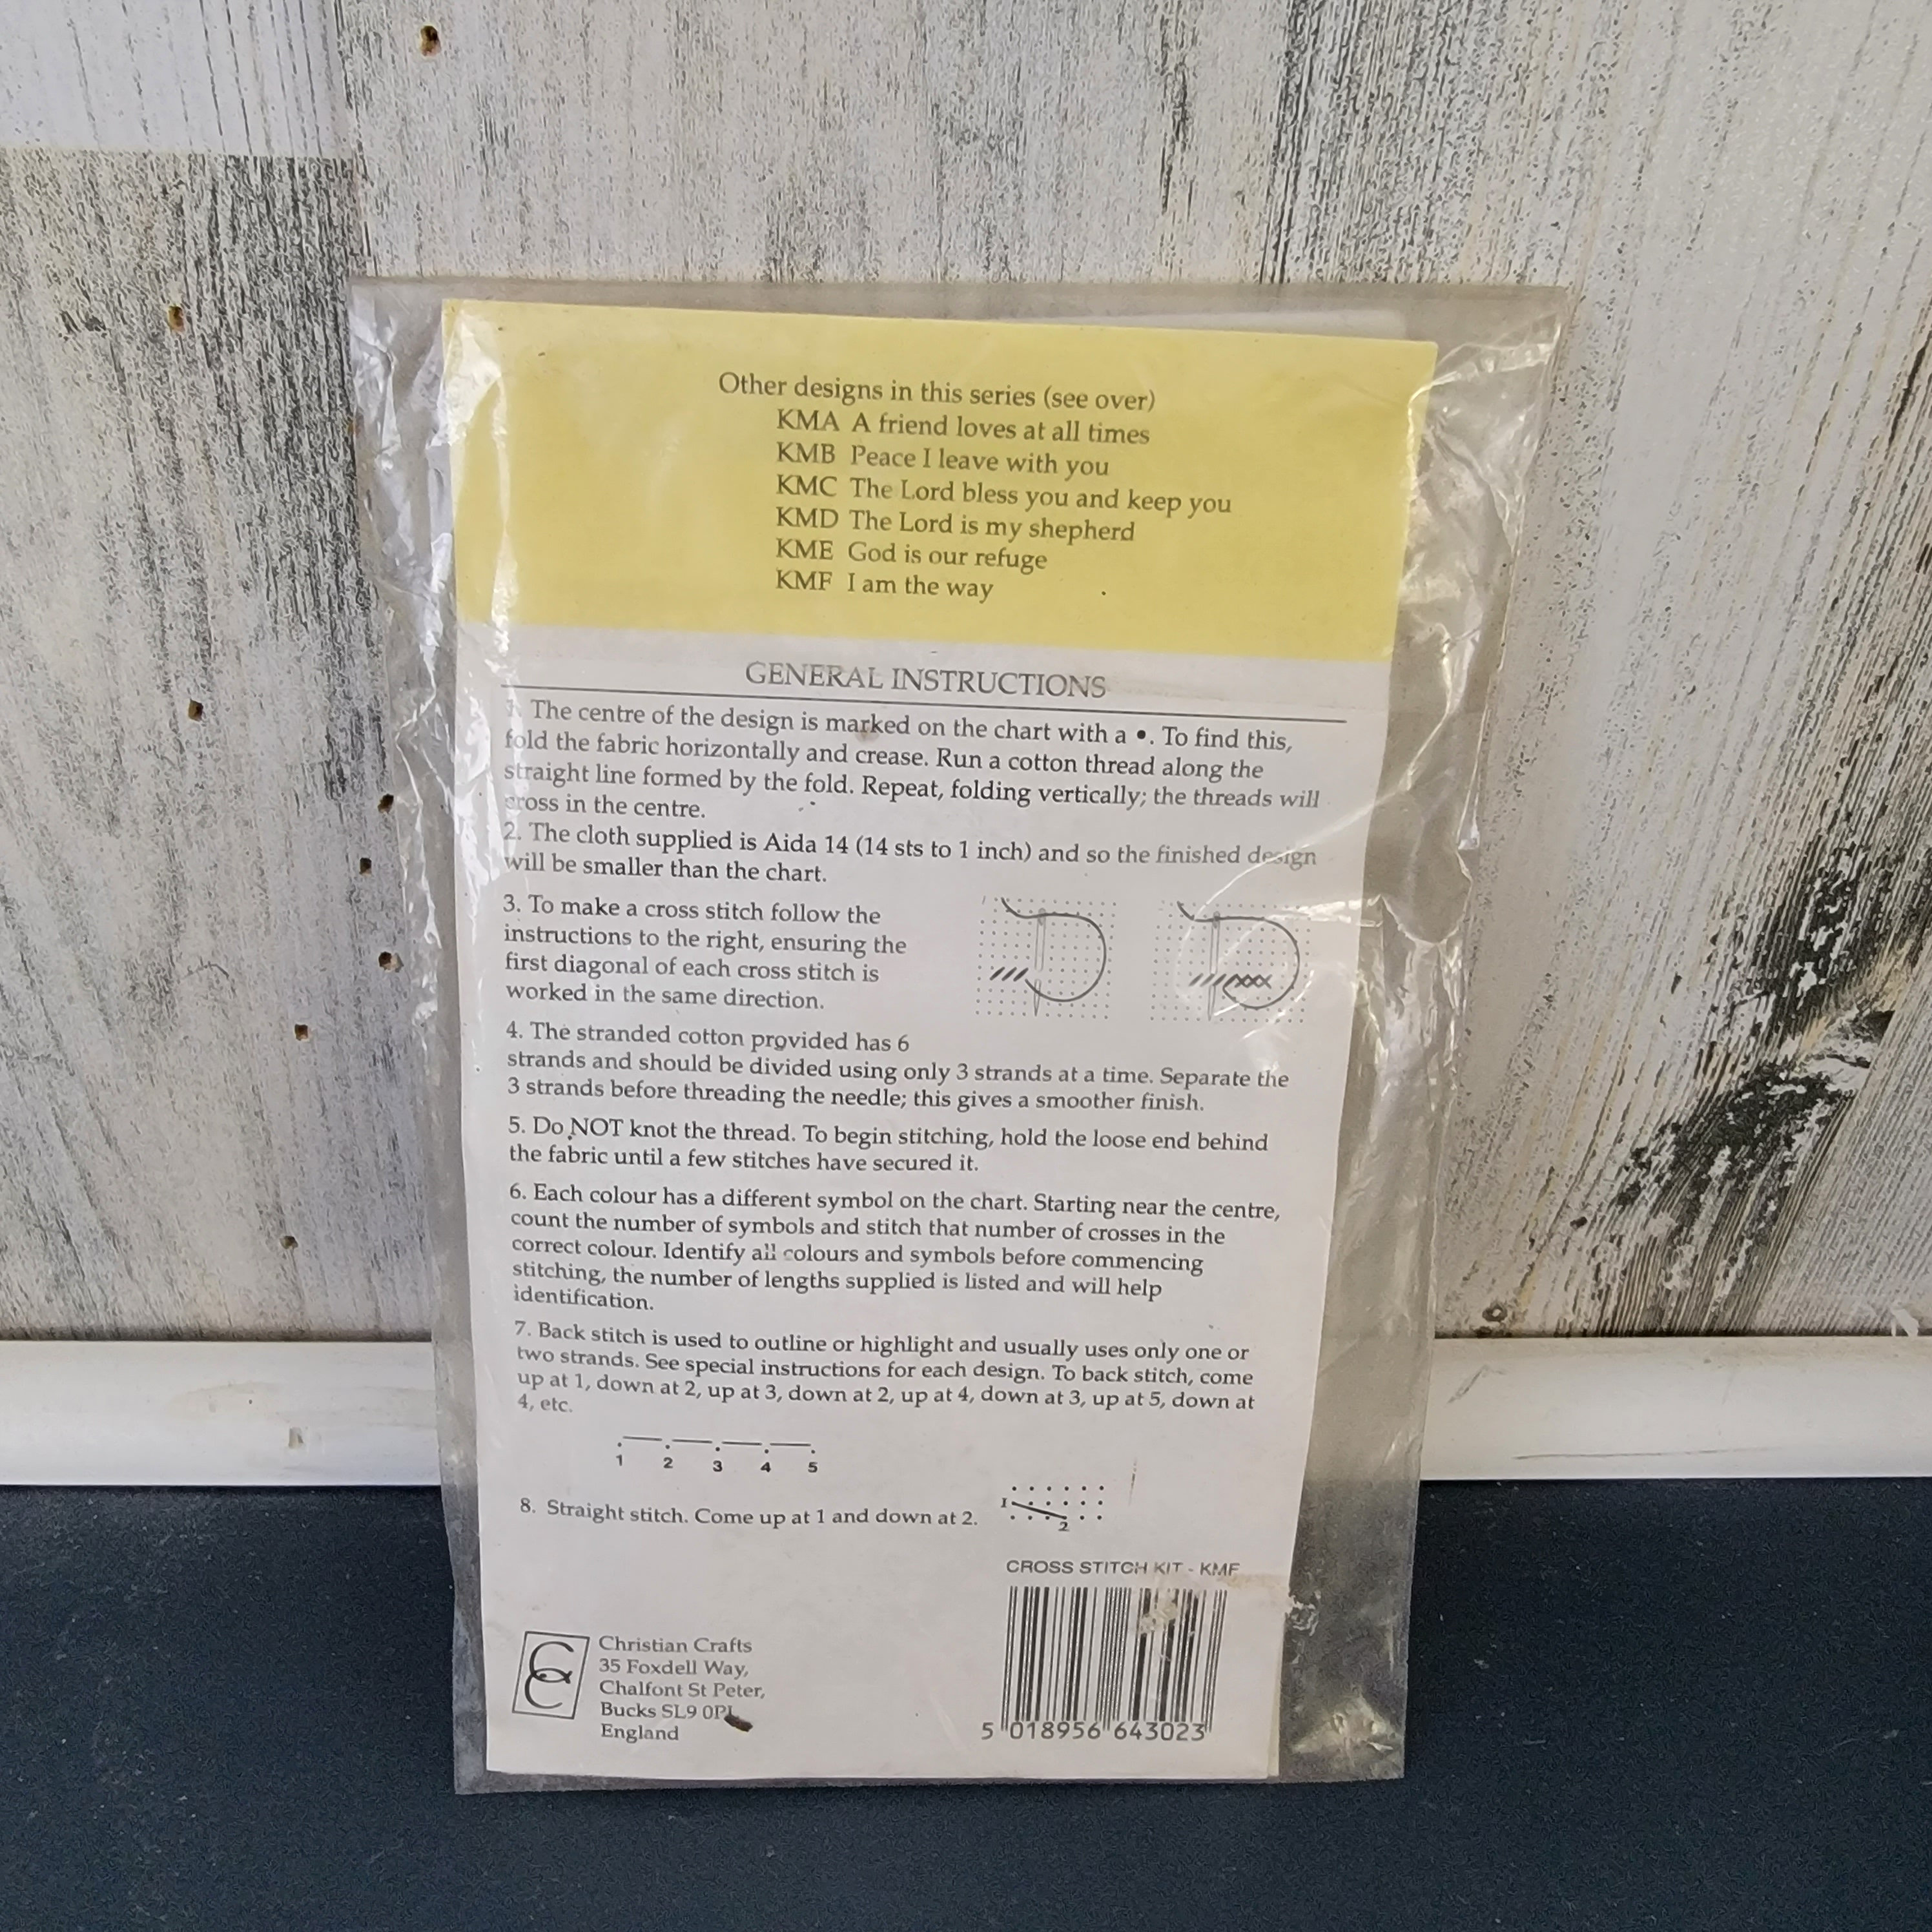 Other designs in this series (see over)
KMA A friend loves at all times
KMB Peace I leave with you
KMC The Lord bless you and keep you
KMD The Lord is my shepherd
KME God is our refuge
KMF I am the way
GENERAL INSTRUCTIONS
1. The centre of the design is marked on the chart with a •. To find this,
fold the fabric horizontally and crease. Run a cotton thread along the
straight line formed by the fold. Repeat, folding vertically; the threads will
cross in the centre.
2. The cloth supplied is Aida 14 (14 sts to 1 inch) and so the finished design
will be smaller than the chart.
3. To make a cross stitch follow the
instructions to the right, ensuring the
first diagonal of each cross stitch is
worked in the same direction.
4. The stranded cotton provided has 6
strands and should be divided using only 3 strands at a time. Separate the
3 strands before threading the needle; this gives a smoother finish.
5. Do NOT knot the thread. To begin stitching, hold the loose end behind
the fabric until a few stitches have secured it.
6. Each colour has a different symbol on the chart. Starting near the centre,
count the number of symbols and stitch that number of crosses in the
correct colour. Identify all colours and symbols before commencing
stitching, the number of lengths supplied is listed and will help
identification.
7. Back stitch is used to outline or highlight and usually uses only one or
two strands. See special instructions for each design. To back stitch, come
up at 1, down at 2, up at 3, down at 2, up at 4, down at 3, up at 5, down at
4, etc.
1 2 3 4 5
8. Straight stitch. Come up at 1 and down at 2.
1
2
CROSS STITCH KIT - KMF
5 018956 643023
CC
Christian Crafts
35 Foxdell Way,
Chalfont St Peter,
Bucks SL9
England